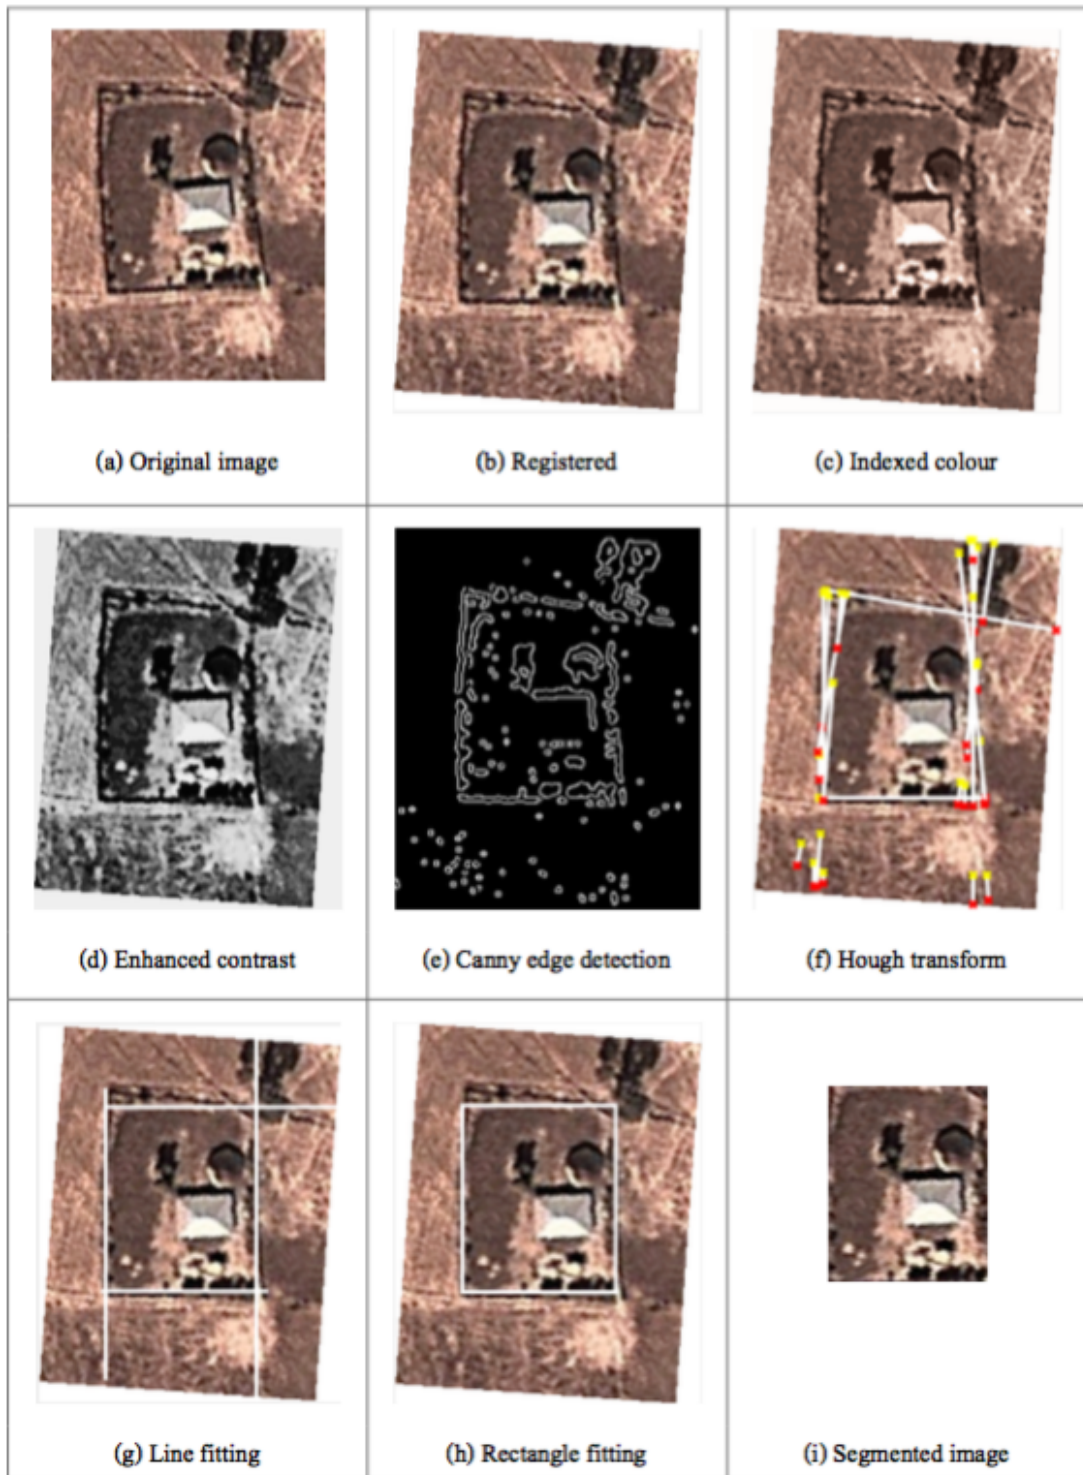 (a) Original image
(b) Registered
(c) Indexed colour
(d) Enhanced contrast
(e) Canny edge detection
(f) Hough transform
(g) Line fitting
(h) Rectangle fitting
(i) Segmented image